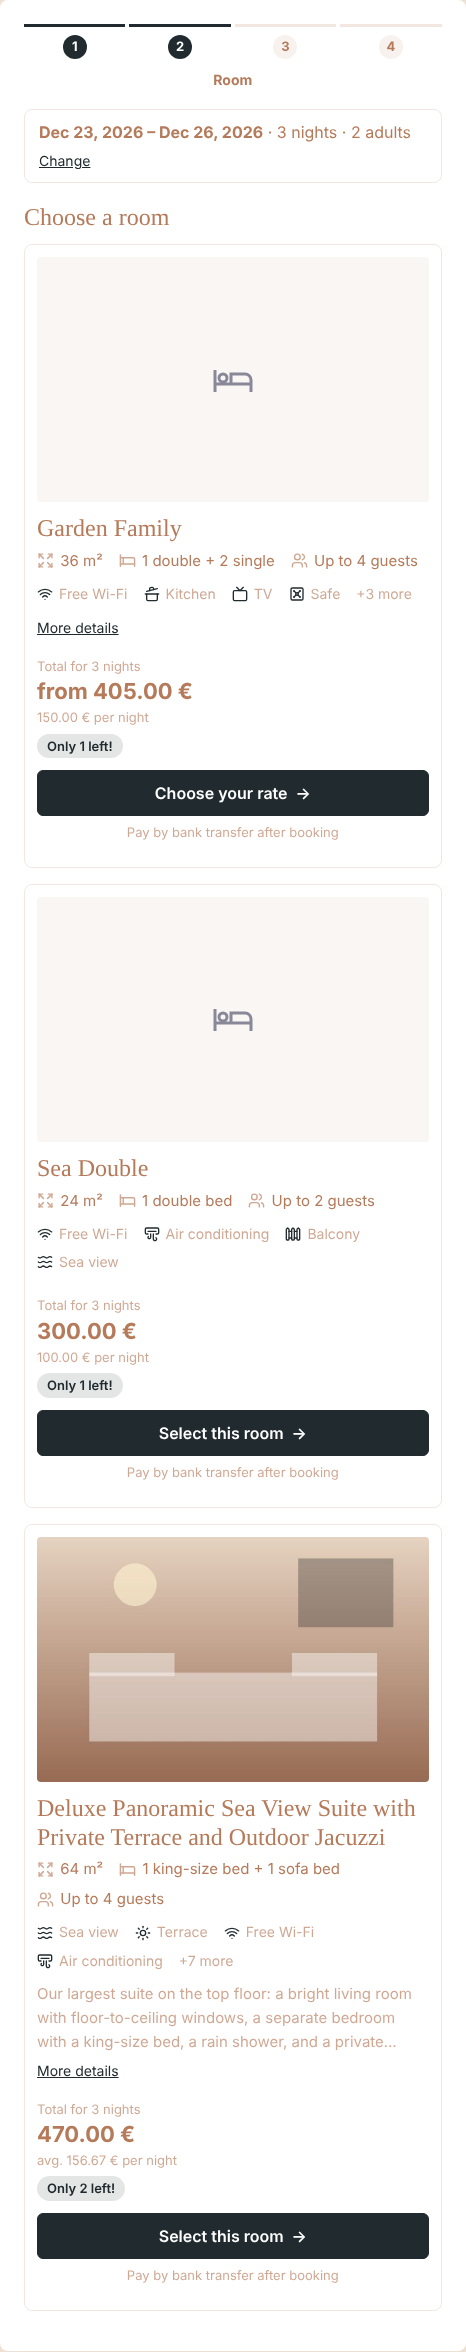 1
2
3
4
Room
Dec 23, 2026 – Dec 26, 2026 · 3 nights · 2 adults
Change
Choose a room
Garden Family
36 m² 1 double + 2 single Up to 4 guests
Free Wi-Fi Kitchen TV Safe +3 more
More details
Total for 3 nights
from 405.00 €
150.00 € per night
Only 1 left!
Choose your rate →
Pay by bank transfer after booking
Sea Double
24 m² 1 double bed Up to 2 guests
Free Wi-Fi Air conditioning Balcony
Sea view
Total for 3 nights
300.00 €
100.00 € per night
Only 1 left!
Select this room →
Pay by bank transfer after booking
Deluxe Panoramic Sea View Suite with
Private Terrace and Outdoor Jacuzzi
64 m² 1 king-size bed + 1 sofa bed
Up to 4 guests
Sea view Terrace Free Wi-Fi
Air conditioning +7 more
Our largest suite on the top floor: a bright living room
with floor-to-ceiling windows, a separate bedroom
with a king-size bed, a rain shower, and a private...
More details
Total for 3 nights
470.00 €
avg. 156.67 € per night
Only 2 left!
Select this room →
Pay by bank transfer after booking